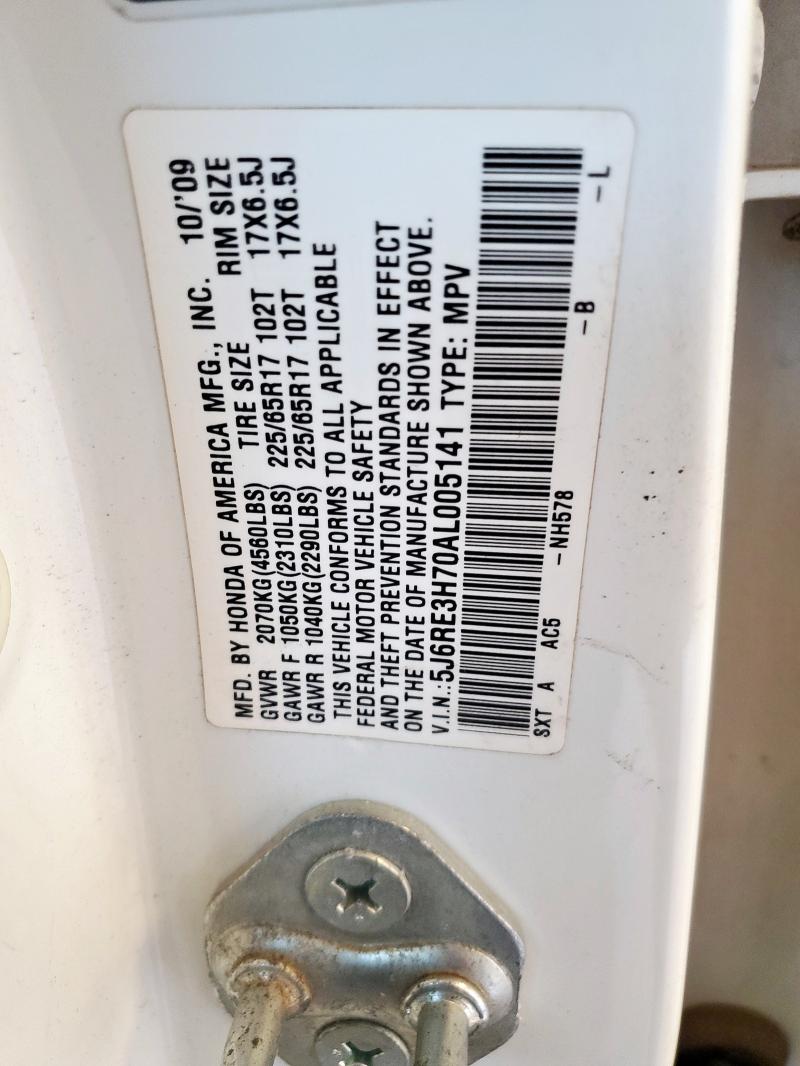 MFD. BY HONDA OF AMERICA MFG., INC. 10/'09
GVWR 2070KG(4560LBS) TIRE SIZE RIM SIZE
GAWR F 1050KG(2310LBS) 225/65R17 102T 17X6.5J
GAWR R 1040KG(2290LBS) 225/65R17 102T 17X6.5J
THIS VEHICLE CONFORMS TO ALL APPLICABLE
FEDERAL MOTOR VEHICLE SAFETY
AND THEFT PREVENTION STANDARDS IN EFFECT
ON THE DATE OF MANUFACTURE SHOWN ABOVE.
V.I.N.:5J6RE3H70AL005141 TYPE: MPV
SXT A AC5 -NH578 -B -L